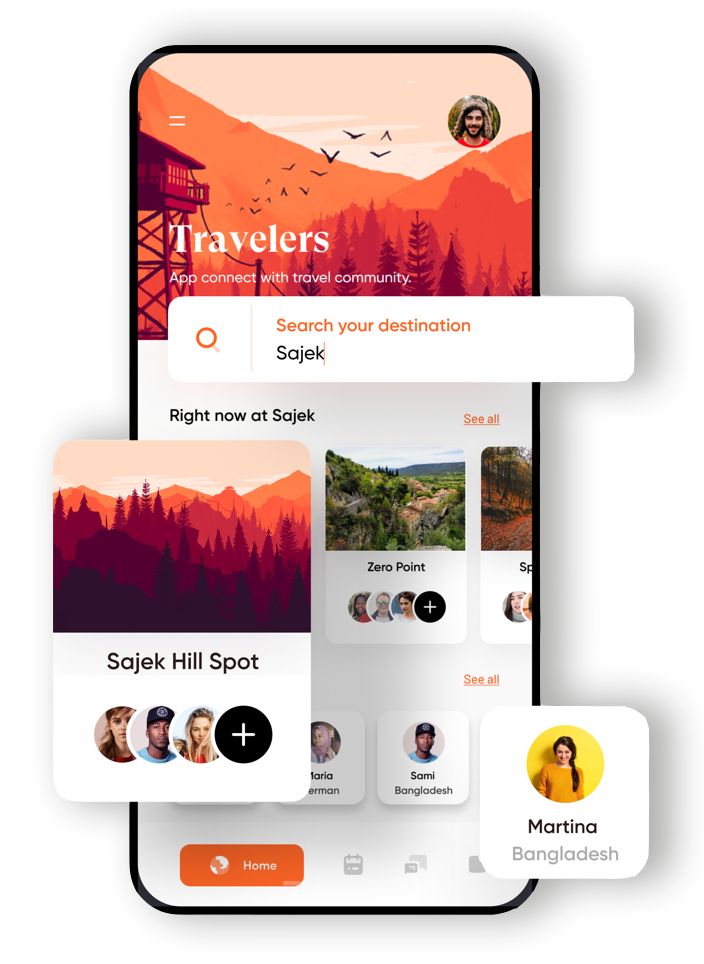 Travelers
App connect with travel community.
Search your destination
Sajek
Right now at Sajek
See all
Sajek Hill Spot
Zero Point
Sp
See all
aria
erman
Sami
Bangladesh
Martina
Bangladesh
Home